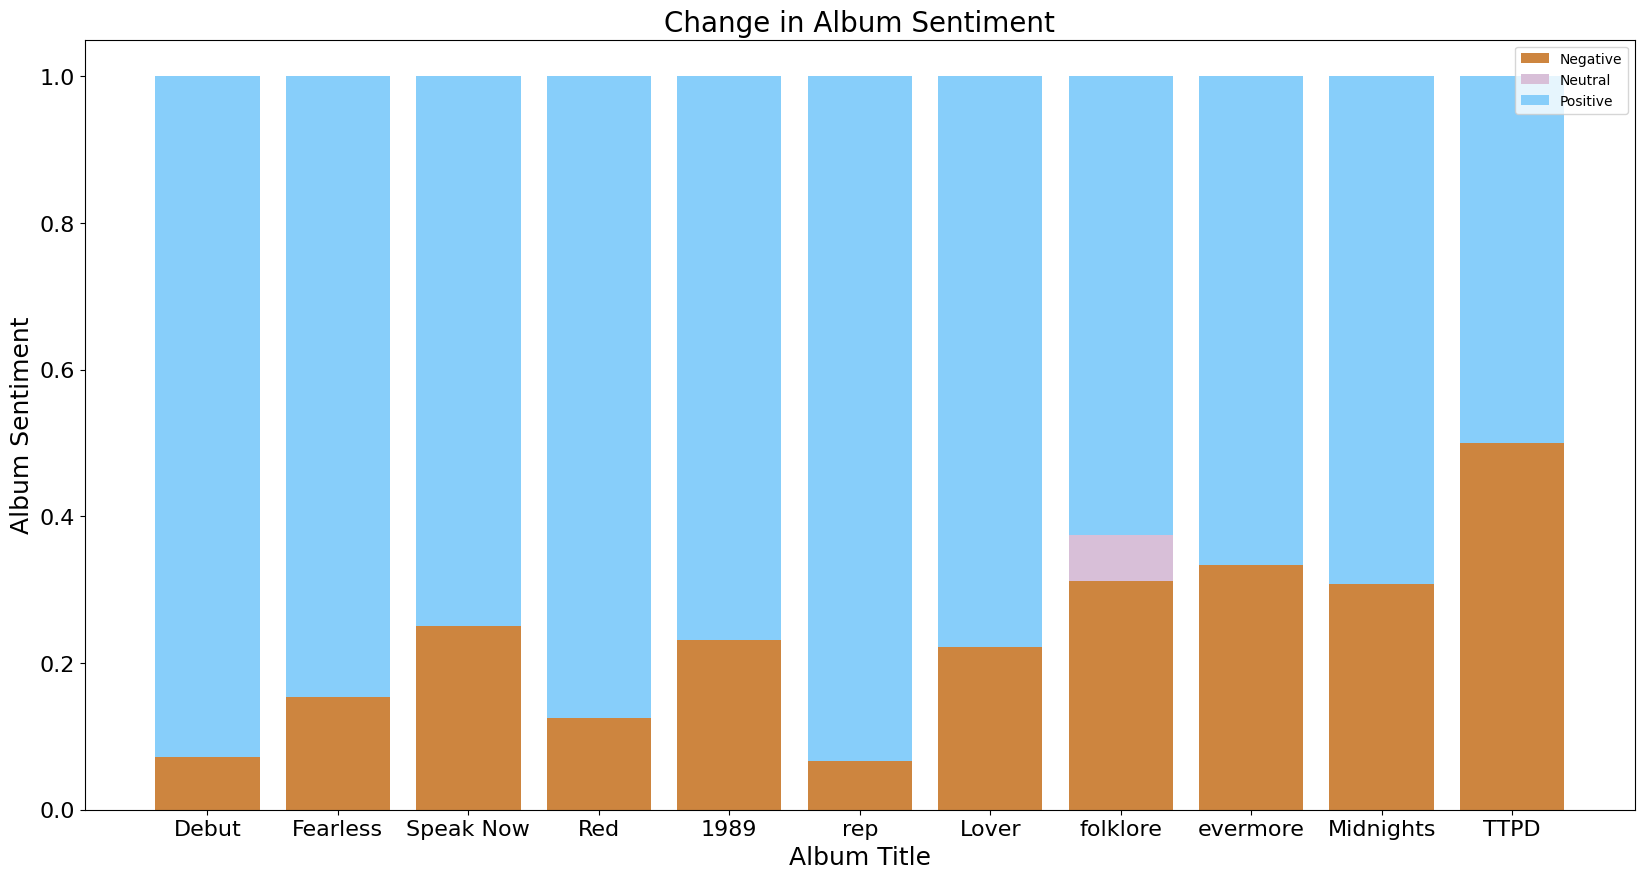 Change in Album Sentiment
Negative
Neutral
Positive
Album Sentiment
1.0
0.8
0.6
0.4
0.2
0.0
Debut Fearless Speak Now Red 1989 rep Lover folklore evermore Midnights TTPD
Album Title